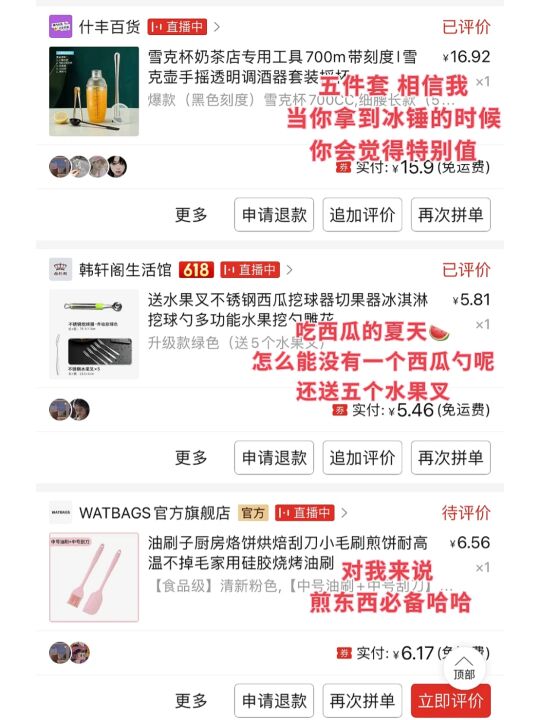 什丰百货 直播中 已评价
雪克杯奶茶店专用工具700m带刻度l雪
¥16.92
克壶手摇透明调酒器套装摇杯
×1
五件套 相信我
爆款（黑色刻度）雪克杯700CC,细腰长款（5...
当你拿到冰锤的时候
你会觉得特别值
券 实付: ¥15.9 (免运费)
更多 申请退款 追加评价 再次拼单
韩轩阁生活馆 618 直播中 已评价
送水果叉不锈钢西瓜挖球器切果器冰淇淋
¥5.81
挖球勺多功能水果挖勺雕花
×1
升级款绿色（送5个水果叉）
吃西瓜的夏天🍉
怎么能没有一个西瓜勺呢
还送五个水果叉
券 实付: ¥5.46 (免运费)
更多 申请退款 追加评价 再次拼单
WATBAGS
WATBAGS官方旗舰店 官方 直播中 待评价
中号油刷+中号刮刀
油刷子厨房烙饼烘焙刮刀小毛刷煎饼耐高
¥6.56
温不掉毛家用硅胶烧烤油刷
×1
【食品级】清新粉色,【中号油刷＋中号刮刀】...
对我来说
煎东西必备哈哈
券 实付: ¥6.17 (免运费)
顶部
更多 申请退款 再次拼单 立即评价